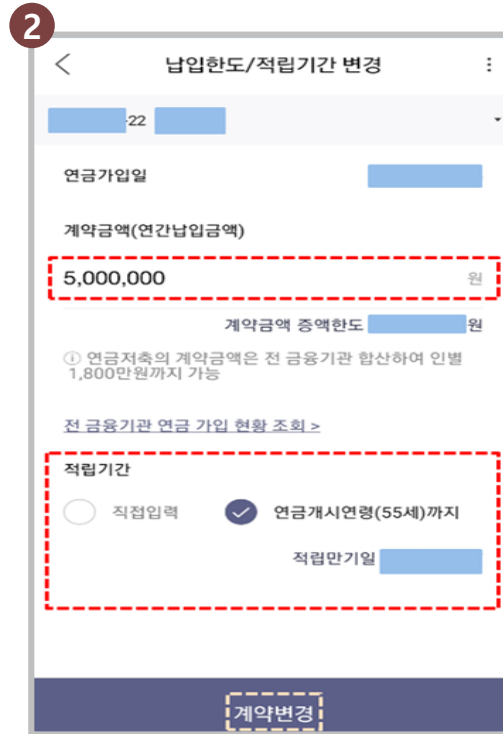 2
납입한도/적립기간 변경
22
연금가입일
계약금액(연간납입금액)
5,000,000 원
계약금액 증액한도 원
ⓘ 연금저축의 계약금액은 전 금융기관 합산하여 인별
1,800만원까지 가능
전 금융기관 연금 가입 현황 조회 >
적립기간
직접입력 연금개시연령(55세)까지
적립만기일
계약변경